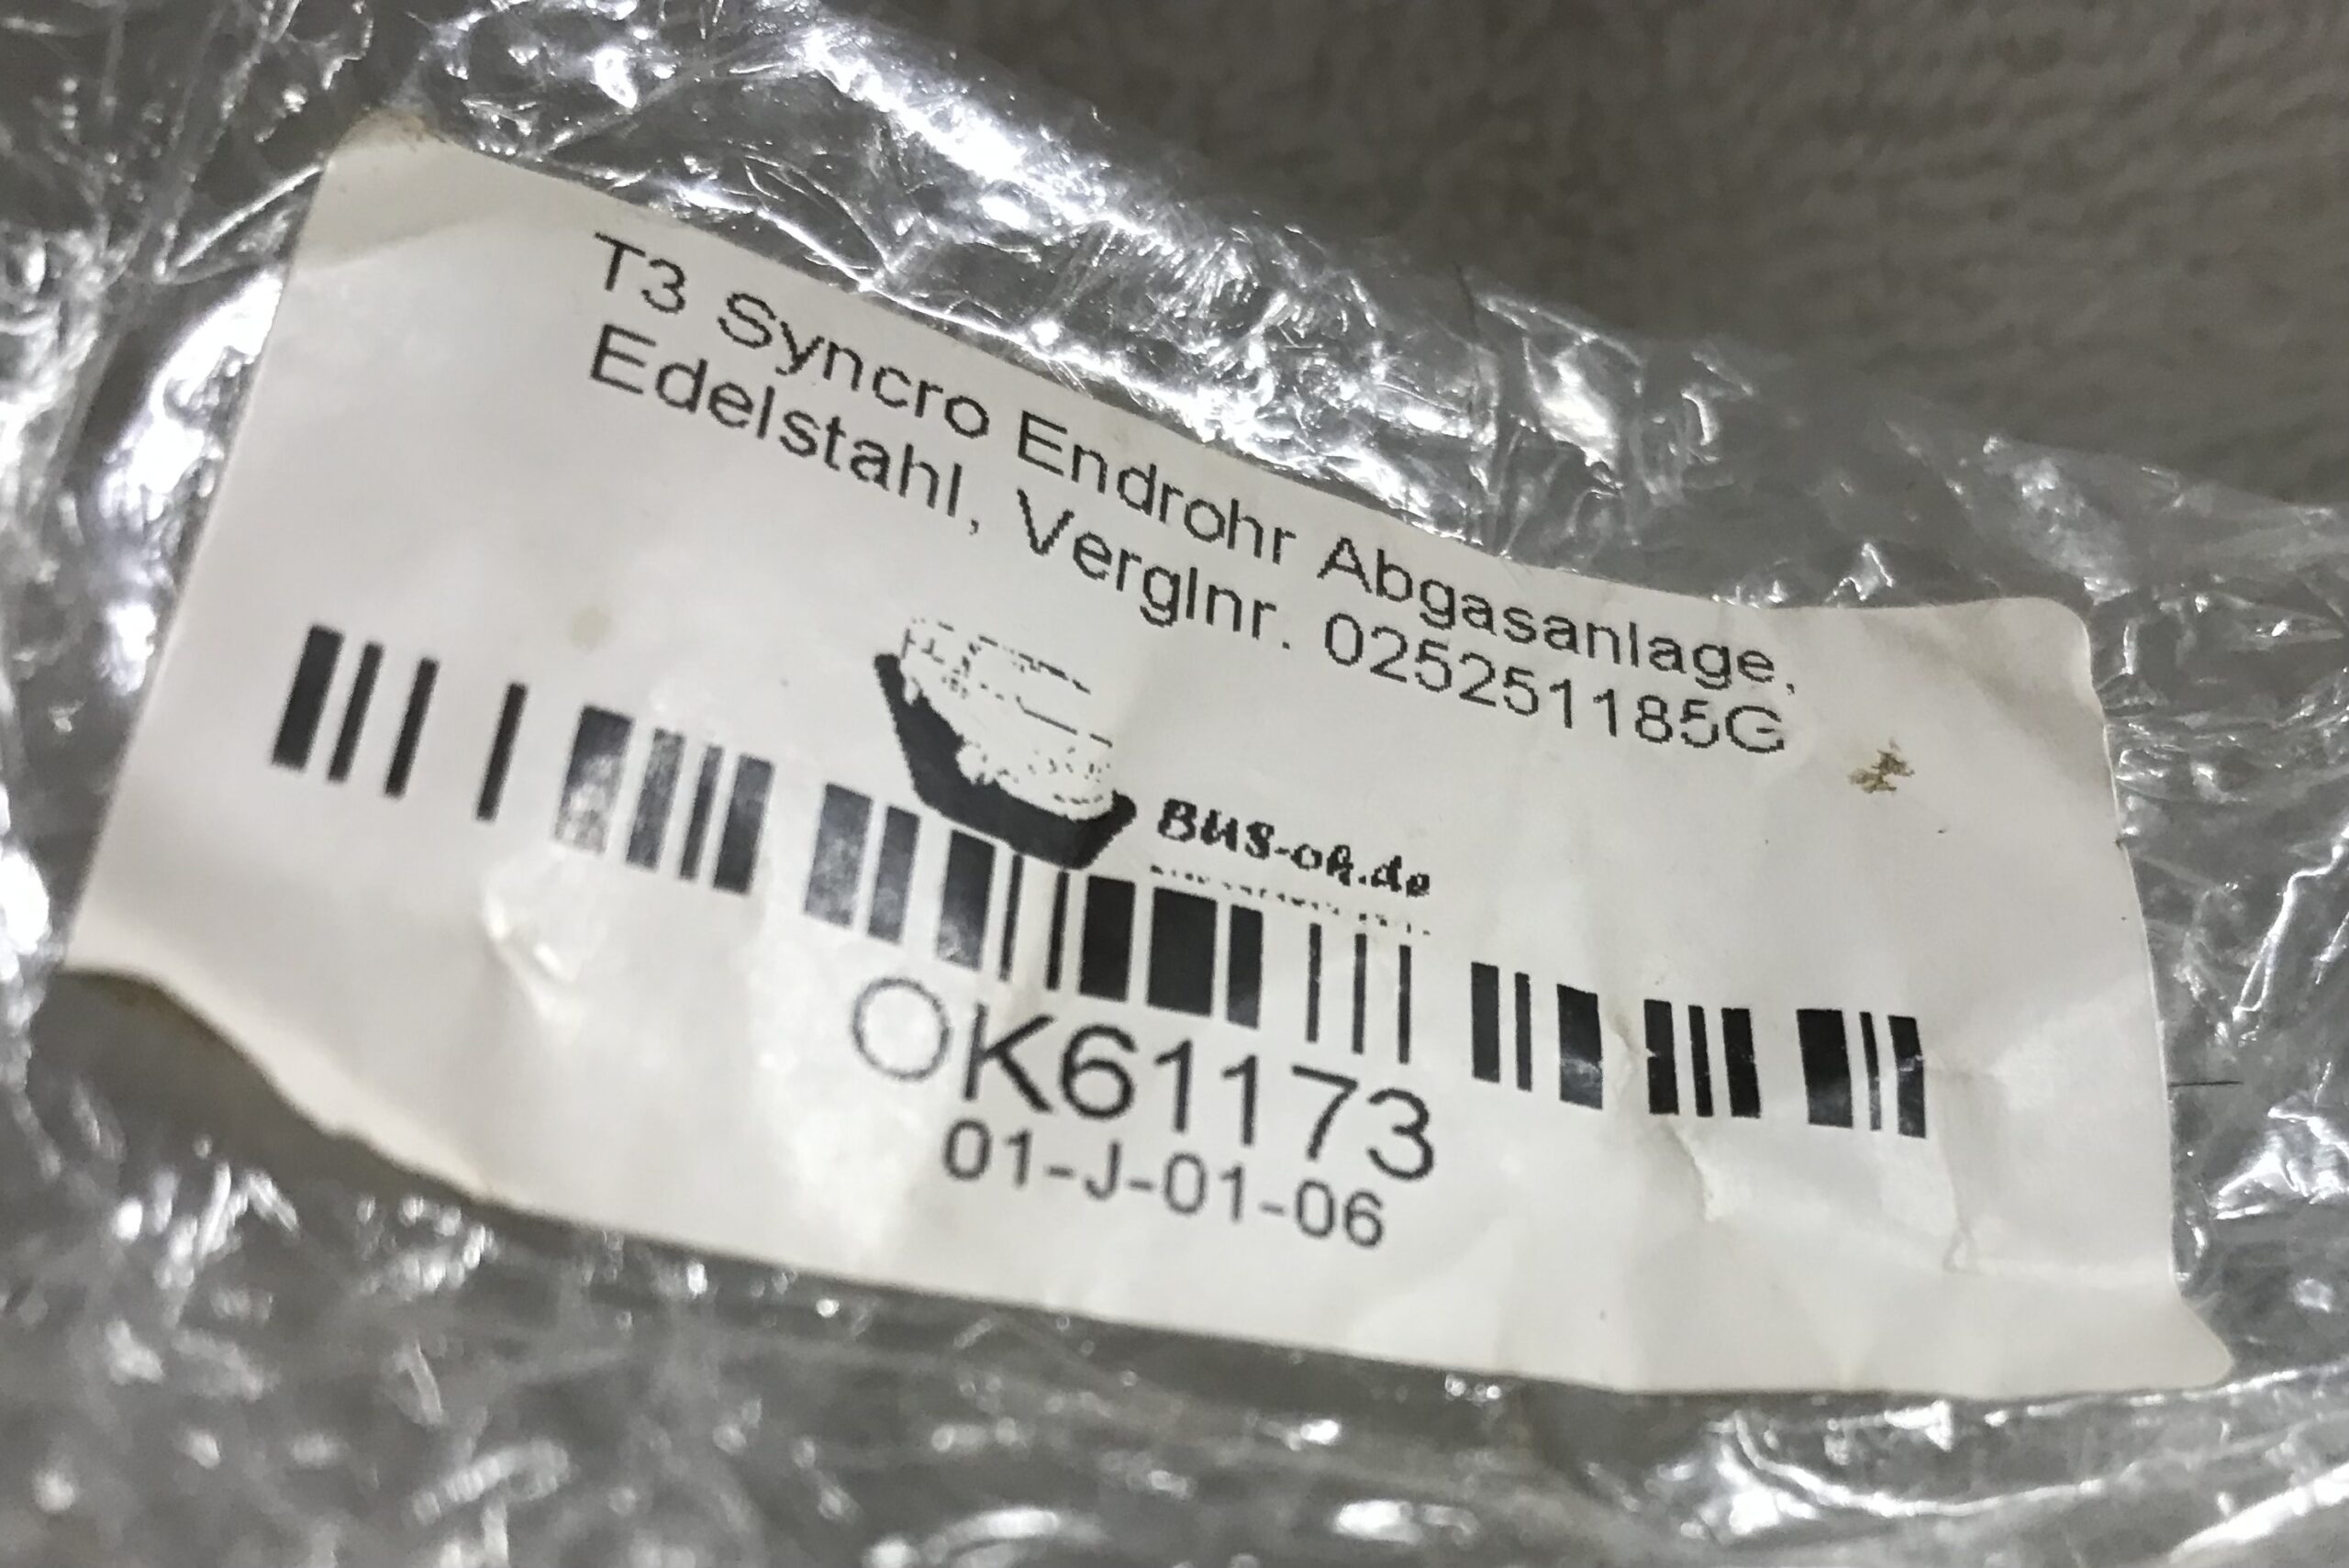 T3 Syncro Endrohr Abgasanlage,
Edelstahl, Verglnr. 025251185G
BUS-ok.de
OK61173
01-J-01-06